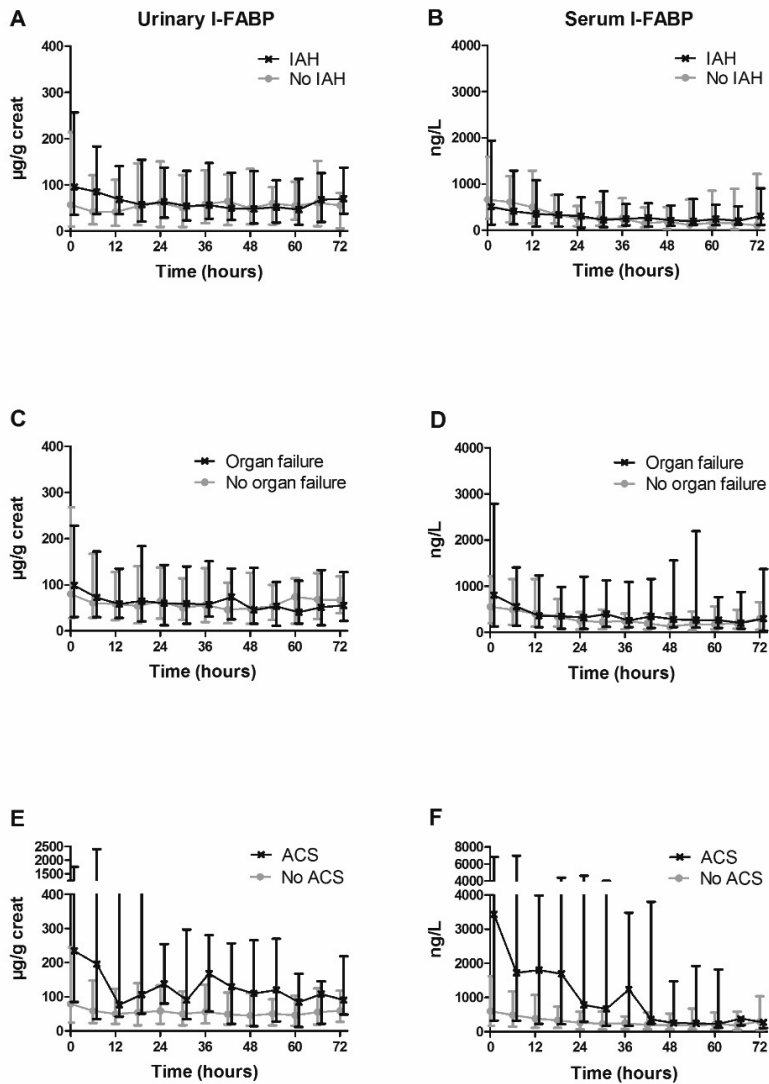 A
Urinary I-FABP
µg/g creat
400
300
200
100
0
IAH
No IAH
0 12 24 36 48 60 72
Time (hours)
B
Serum I-FABP
ng/L
4000
3000
2000
1000
0
IAH
No IAH
0 12 24 36 48 60 72
Time (hours)
C
µg/g creat
400
300
200
100
0
Organ failure
No organ failure
0 12 24 36 48 60 72
Time (hours)
D
ng/L
4000
3000
2000
1000
0
Organ failure
No organ failure
0 12 24 36 48 60 72
Time (hours)
E
µg/g creat
2500
2000
1500
1000
500
400
300
200
100
0
ACS
No ACS
0 12 24 36 48 60 72
Time (hours)
F
ng/L
8000
6000
4000
4000
3000
2000
1000
0
ACS
No ACS
0 12 24 36 48 60 72
Time (hours)